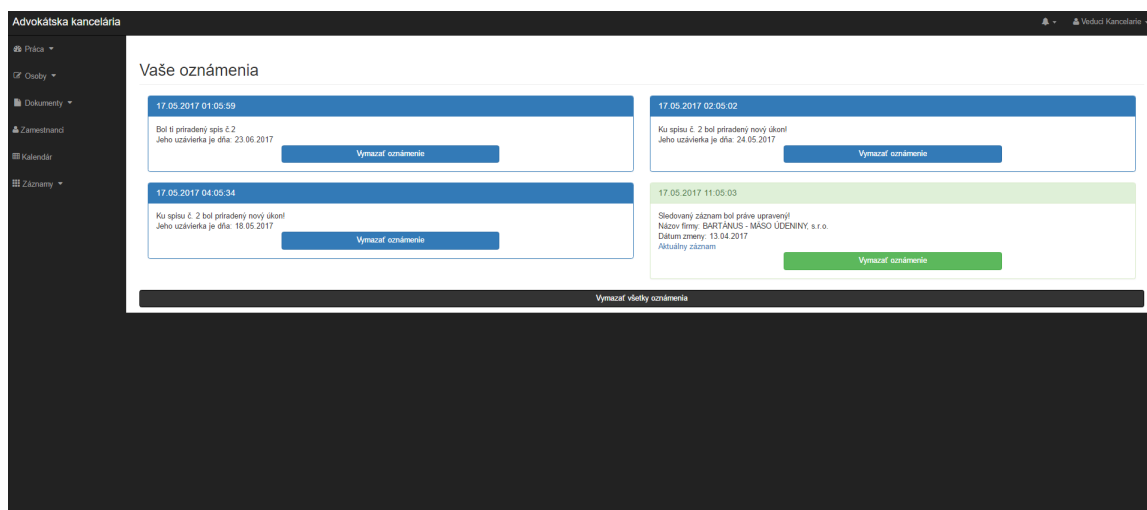 Advokátska kancelária
Veduci Kancelarie
Práca
Osoby
Dokumenty
Zamestnanci
Kalendár
Záznamy
Vaše oznámenia
17.05.2017 01:05:59
Bol ti priradený spis č.2
Jeho uzávierka je dňa: 23.06.2017
Vymazať oznámenie
17.05.2017 02:05:02
Ku spisu č. 2 bol priradený nový úkon!
Jeho uzávierka je dňa: 24.05.2017
Vymazať oznámenie
17.05.2017 04:05:34
Ku spisu č. 2 bol priradený nový úkon!
Jeho uzávierka je dňa: 18.05.2017
Vymazať oznámenie
17.05.2017 11:05:03
Sledovaný záznam bol práve upravený!
Názov firmy: BARTÁNUS - MÄSO ÚDENINY, s.r.o.
Dátum zmeny: 13.04.2017
Aktuálny záznam
Vymazať oznámenie
Vymazať všetky oznámenia